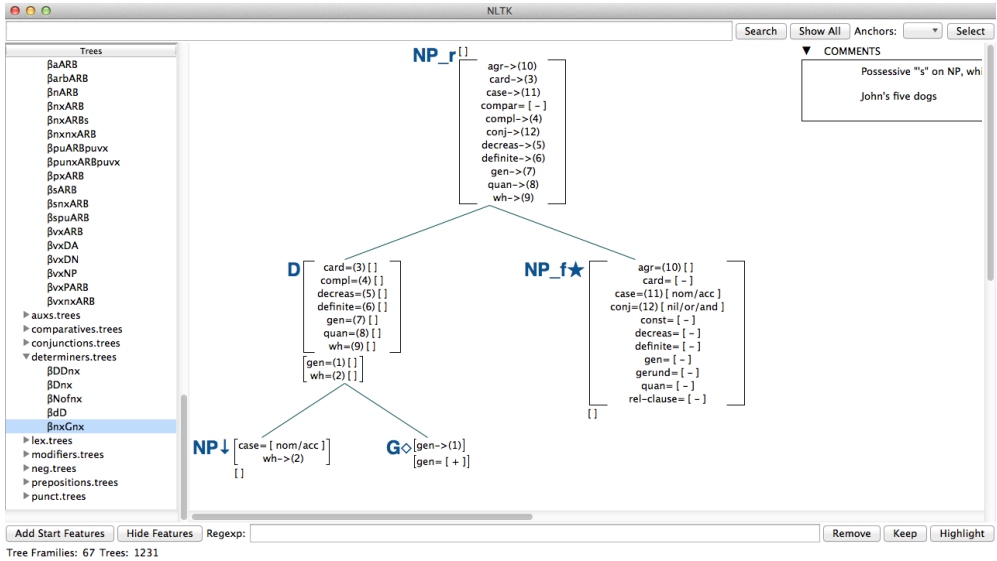 NLTK
Search Show All Anchors: Select
Trees
βaARB
βarbARB
βnARB
βnxARB
βnxARBs
βnxnxARB
βpuARBpuvx
βpunxARBpuvx
βpxARB
βsARB
βsnxARB
βspuARB
βvxARB
βvxDA
βvxDN
βvxNP
βvxPARB
βvxnxARB
auxs.trees
comparatives.trees
conjunctions.trees
determiners.trees
βDDnx
βDnx
βNofnx
βdD
βnxGnx
lex.trees
modifiers.trees
neg.trees
prepositions.trees
punct.trees
NP_r [ ]
agr->(10)
card->(3)
case->(11)
compar= [ - ]
compl->(4)
conj->(12)
decreas->(5)
definite->(6)
gen->(7)
quan->(8)
wh->(9)
D
card=(3) [ ]
compl=(4) [ ]
decreas=(5) [ ]
definite=(6) [ ]
gen=(7) [ ]
quan=(8) [ ]
wh=(9) [ ]
gen=(1) [ ]
wh=(2) [ ]
NP_f★
agr=(10) [ ]
card= [ - ]
case=(11) [ nom/acc ]
conj=(12) [ nil/or/and ]
const= [ - ]
decreas= [ - ]
definite= [ - ]
gen= [ - ]
gerund= [ - ]
quan= [ - ]
rel-clause= [ - ]
[ ]
NP↓
case= [ nom/acc ]
wh->(2)
[ ]
G◇
gen->(1)
gen= [ + ]
▼ COMMENTS
Possessive "'s" on NP, whi
John's five dogs
Add Start Features Hide Features Regexp: Remove Keep Highlight
Tree Framilies: 67 Trees: 1231